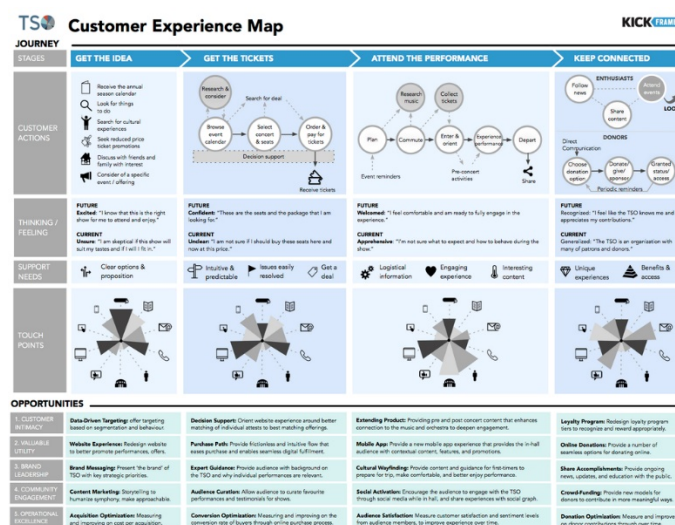 TSO Customer Experience Map
KICK FRAME
JOURNEY
STAGES
GET THE IDEA
GET THE TICKETS
ATTEND THE PERFORMANCE
KEEP CONNECTED
CUSTOMER
ACTIONS
Receive the annual
season calendar
Look for things
to do
Search for cultural
experiences
Seek reduced price
ticket promotions
Discuss with friends and
family with interest
Consider of a specific
event / offering
Research &
consider
Search for deal
Browse
event
calendar
Select
concert
& seats
Order &
pay for
tickets
Decision support
Receive tickets
Research
music
Collect
tickets
Plan
Commute
Enter &
orient
Experience
performance
Depart
Event reminders
Pre-concert
activities
Share
ENTHUSIASTS
Follow
news
Attend
events
Share
content
LOO
DONORS
Direct
Communication
Choose
donation
option
Donate/
give/
sponsor
Granted
status/
access
Periodic reminders
THINKING /
FEELING
FUTURE
Excited: "I know that this is the right
show for me to attend and enjoy."
CURRENT
Unsure: "I am skeptical if this show will
suit my tastes and if I will fit in."
FUTURE
Confident: "These are the seats and the package that I am
looking for."
CURRENT
Unclear: "I am not sure if I should buy these seats here and
now at this price."
FUTURE
Welcomed: "I feel comfortable and am ready to fully engage in the
experience."
CURRENT
Apprehensive: "I'm not sure what to expect and how to behave during the
show."
FUTURE
Recognized: "I feel like the TSO knows me and
appreciates my contributions."
CURRENT
Generalized: "The TSO is an organization with
many of patrons and donors."
SUPPORT
NEEDS
Clear options &
proposition
Intuitive &
predictable
Issues easily
resolved
Get a
deal
Logistical
information
Engaging
experience
Interesting
content
Unique
experiences
Benefits &
access
TOUCH
POINTS
OPPORTUNITIES
1. CUSTOMER
INTIMACY
Data-Driven Targeting: offer targeting
based on segmentation and behaviour.
Decision Support: Orient website experience around better
matching of individual attests to best matching offerings.
Extending Product: Providing pre and post concert content that enhances
connection to the music and orchestra to deepen engagement.
Loyalty Program: Redesign loyalty program
tiers to recognize and reward appropriately.
2. VALUABLE
UTILITY
Website Experience: Redesign website
to better promote performances, offers.
Purchase Path: Provide frictionless and intuitive flow that
eases purchase and enables seamless digital fulfillment.
Mobile App: Provide a new mobile app experience that provides the in-hall
audience with contextual content, features, and promotions.
Online Donations: Provide a number of
seamless options for donating online.
3. BRAND
LEADERSHIP
Brand Messaging: Present 'the brand' of
TSO with key strategic priorities.
Expert Guidance: Provide audience with background on
the TSO and why individual performances are relevant.
Cultural Wayfinding: Provide content and guidance for first-timers to
prepare for trip, make comfortable, and better enjoy performance.
Share Accomplishments: Provide ongoing
news, updates, and education with the public.
4. COMMUNITY
ENGAGEMENT
Content Marketing: Storytelling to
humanize symphony, make approachable.
Audience Curation: Allow audience to curate favourite
performances and testimonials for shows.
Social Activation: Encourage the audience to engage with the TSO
through social media while in hall, and share experiences with social graph.
Crowd-Funding: Provide new models for
donors to contribute in more meaningful ways.
5. OPERATIONAL
EXCELLENCE
Acquisition Optimisation: Measuring
and improving on cost per acquisition.
Conversion Optimization: Measuring and improving on the
conversion rate of buyers through online purchase process.
Audience Satisfaction: Measure customer satisfaction and sentiment levels
from audience members, to improve experience over time.
Donation Optimization: Measure and improve
on donor contributions through over time.